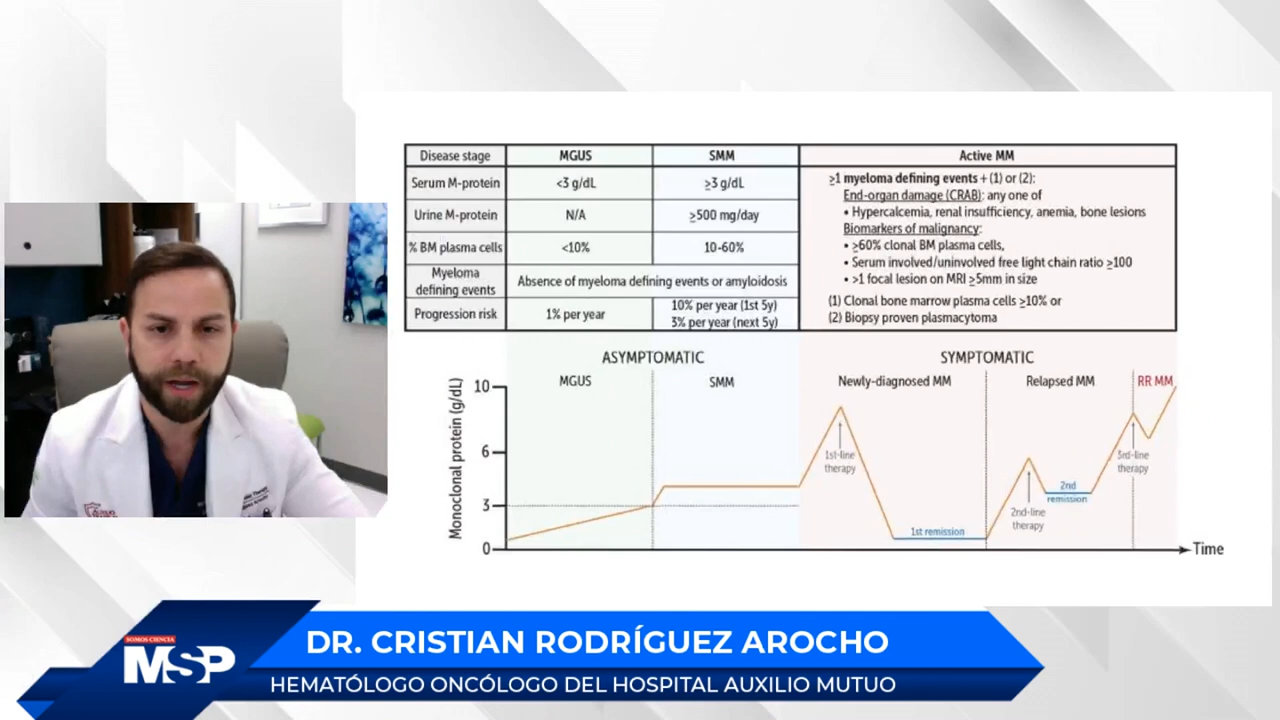 Disease stage MGUS SMM Active MM
Serum M-protein <3 g/dL ≥3 g/dL
Urine M-protein N/A ≥500 mg/day
% BM plasma cells <10% 10-60%
Myeloma
defining events Absence of myeloma defining events or amyloidosis
Progression risk 1% per year 10% per year (1st 5y)
3% per year (next 5y)
≥1 myeloma defining events + (1) or (2):
End-organ damage (CRAB): any one of
• Hypercalcemia, renal insufficiency, anemia, bone lesions
Biomarkers of malignancy:
• ≥60% clonal BM plasma cells,
• Serum involved/uninvolved free light chain ratio ≥100
• >1 focal lesion on MRI ≥5mm in size
(1) Clonal bone marrow plasma cells ≥10% or
(2) Biopsy proven plasmacytoma
ASYMPTOMATIC SYMPTOMATIC
MGUS SMM Newly-diagnosed MM Relapsed MM RR MM
Monoclonal protein (g/dL)
10
6
3
0
1st-line
therapy
1st remission
2nd-line
therapy
2nd
remission
3rd-line
therapy
Time
SOMOS CIENCIA
MSP
DR. CRISTIAN RODRÍGUEZ AROCHO
HEMATÓLOGO ONCÓLOGO DEL HOSPITAL AUXILIO MUTUO